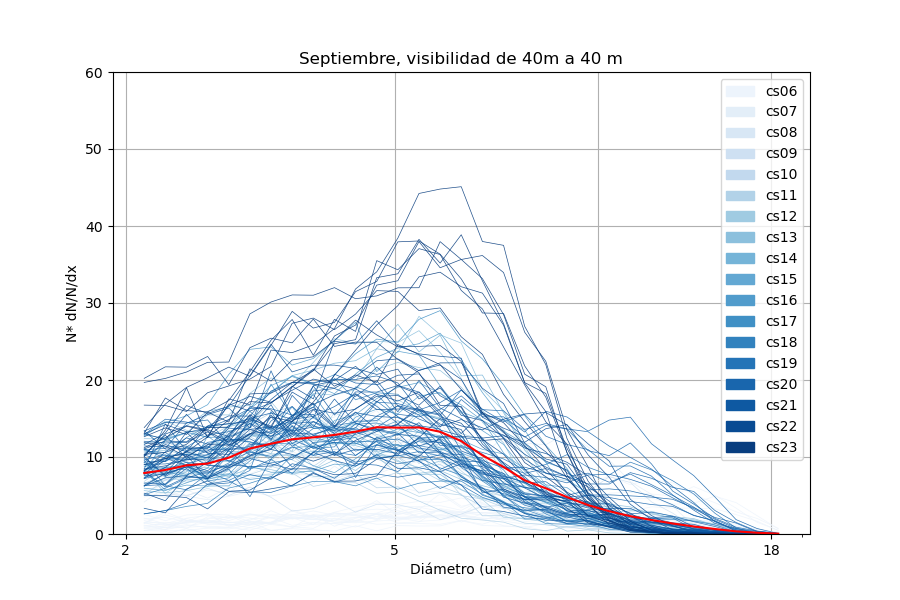 Septiembre, visibilidad de 40m a 40 m
N* dN/N/dx
60
50
40
30
20
10
0
2
5
10
18
Diámetro (um)
cs06
cs07
cs08
cs09
cs10
cs11
cs12
cs13
cs14
cs15
cs16
cs17
cs18
cs19
cs20
cs21
cs22
cs23